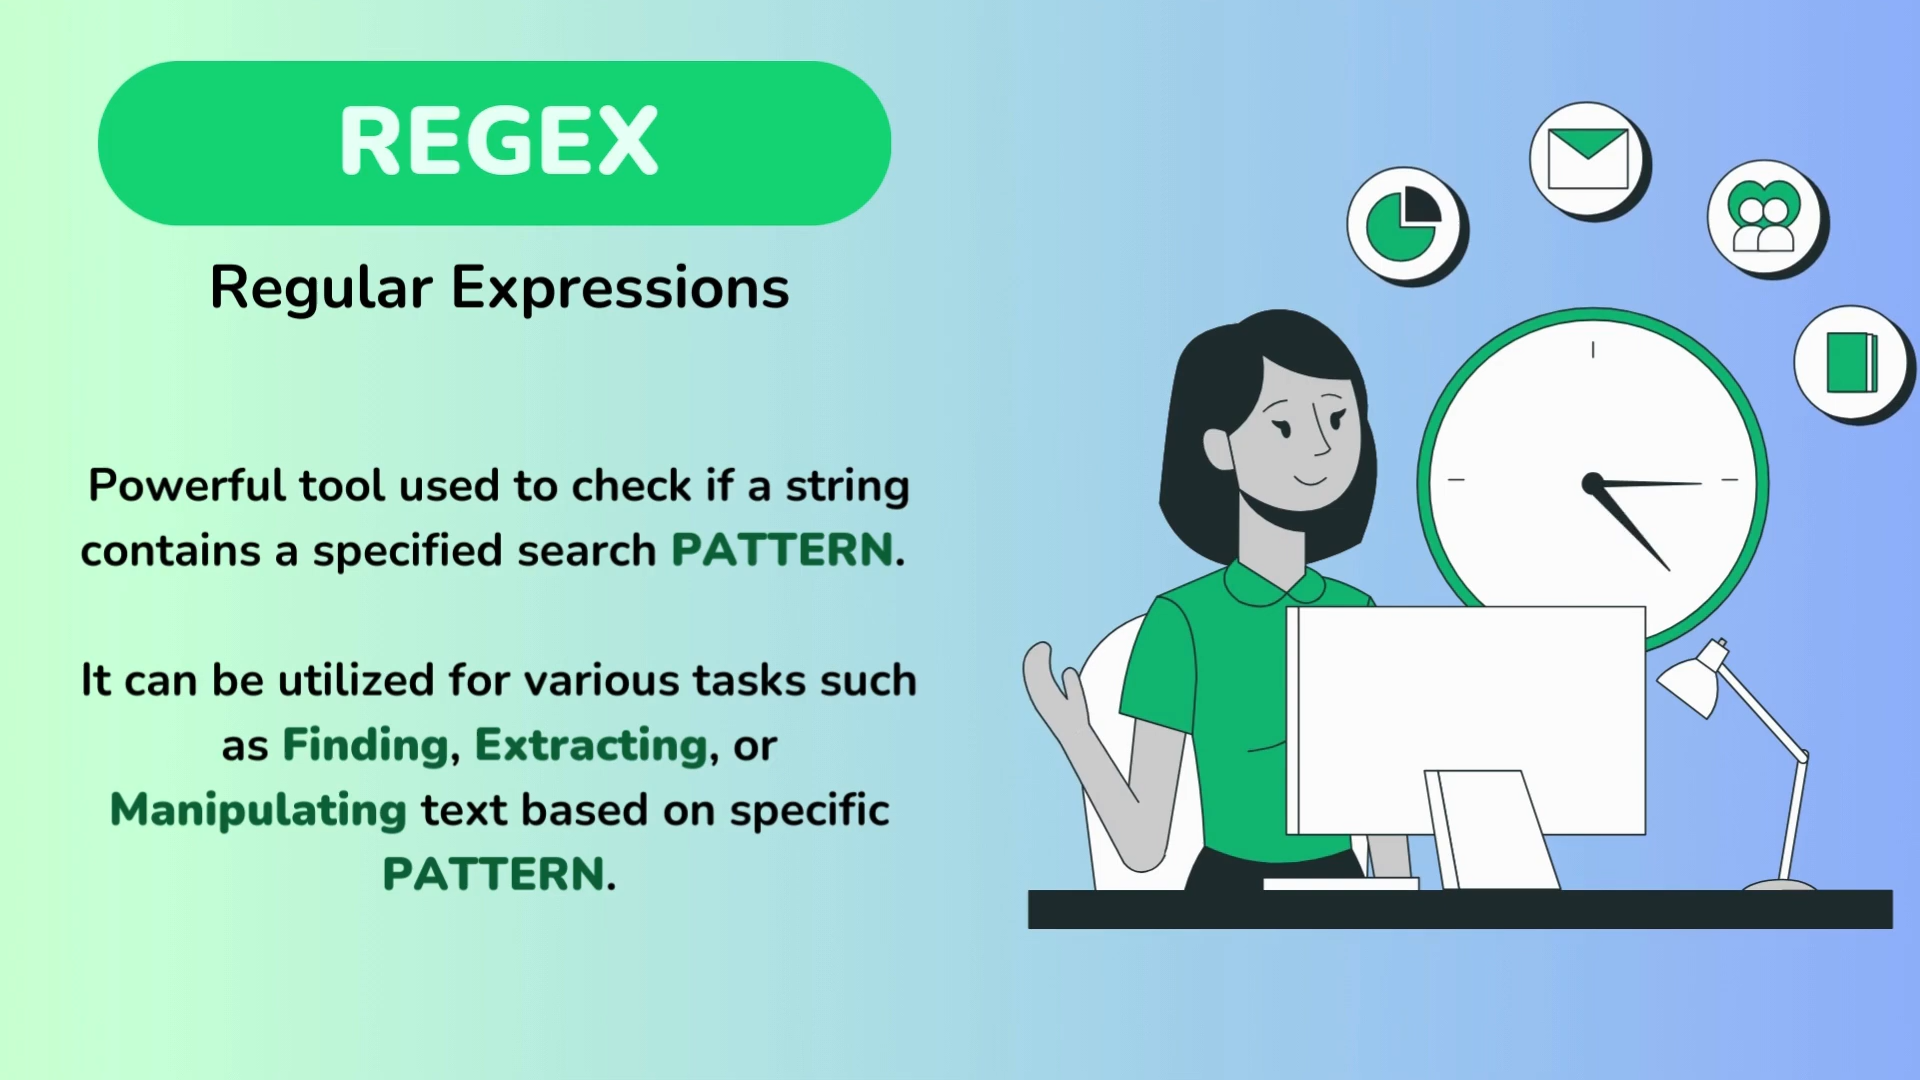 REGEX
Regular Expressions
Powerful tool used to check if a string
contains a specified search PATTERN.
It can be utilized for various tasks such
as Finding, Extracting, or
Manipulating text based on specific
PATTERN.